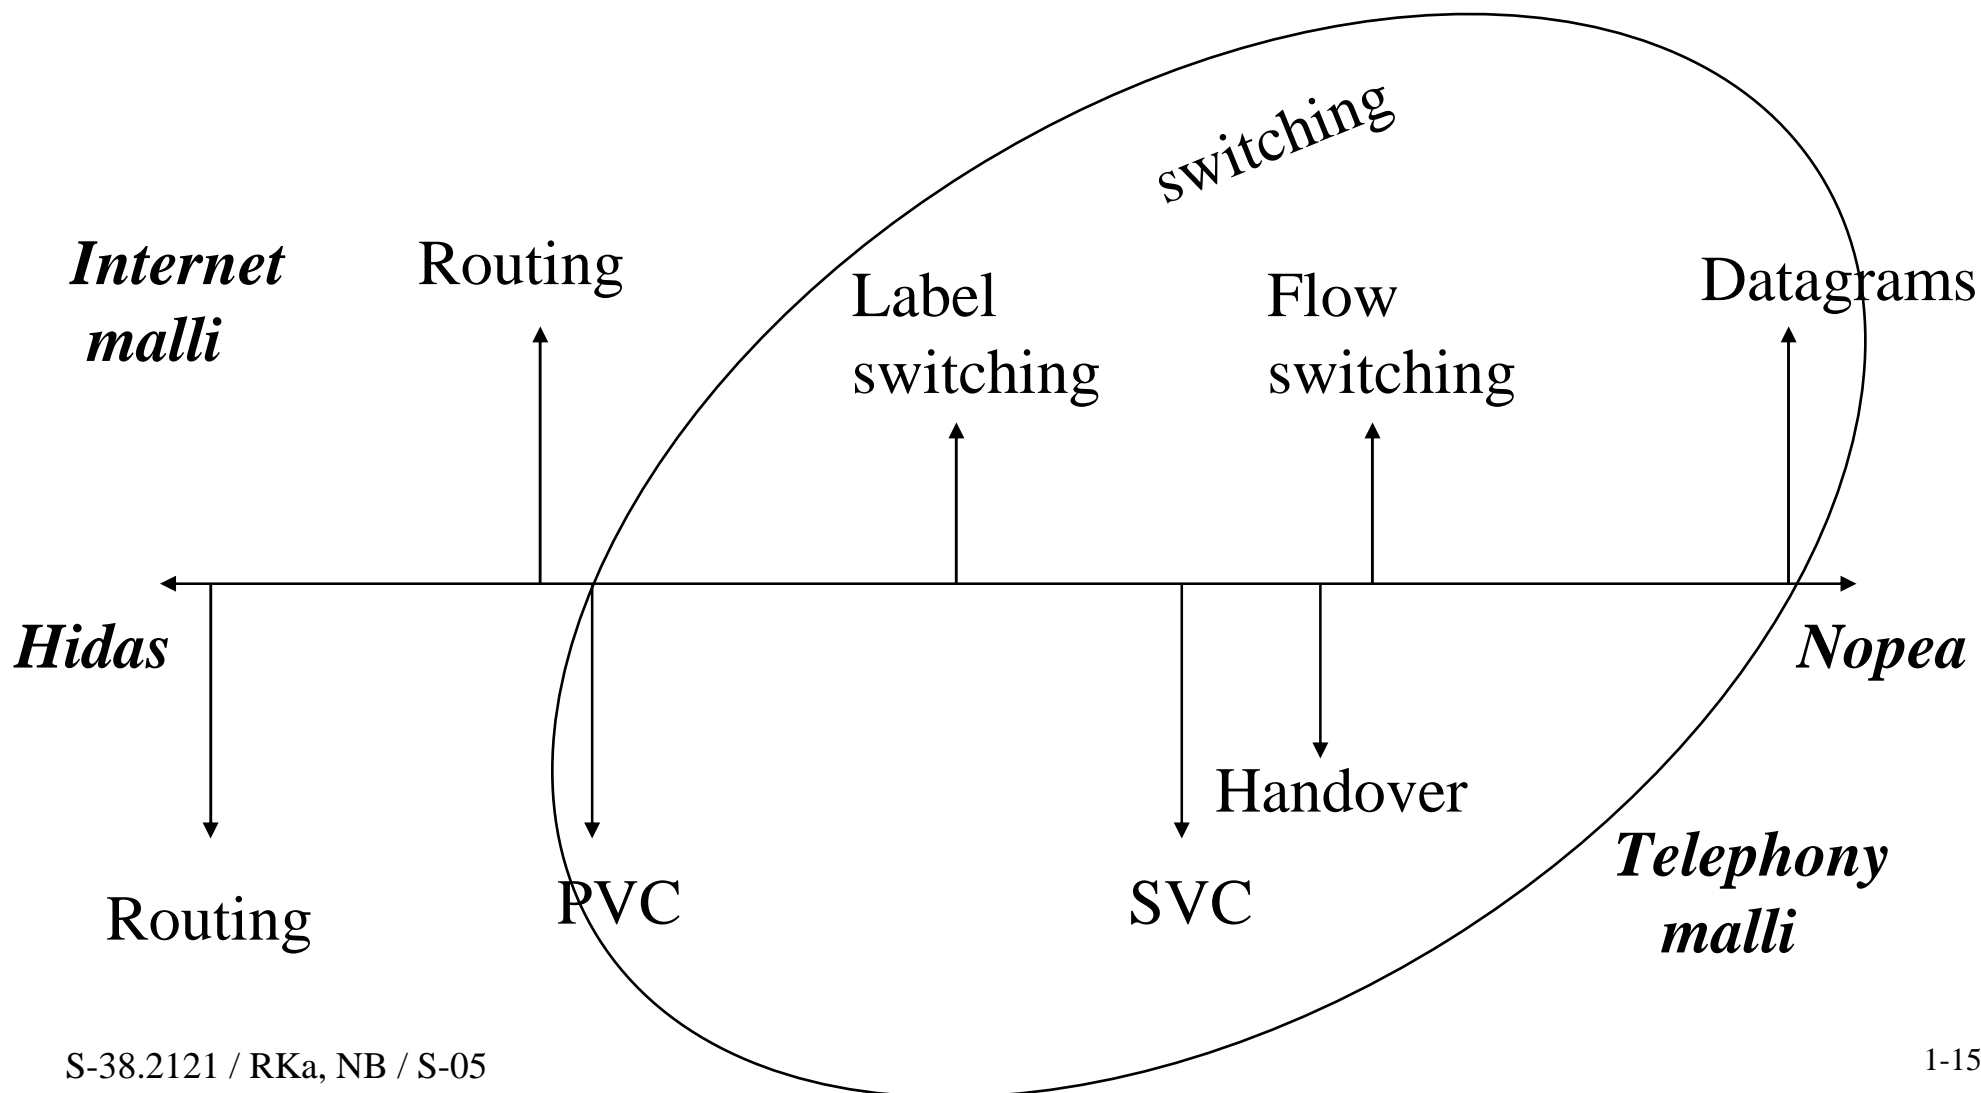 switching
Internet
malli
Routing
Label
switching
Flow
switching
Datagrams
Hidas
Nopea
Handover
Routing
PVC
SVC
Telephony
malli
S-38.2121 / RKa, NB / S-05
1-15